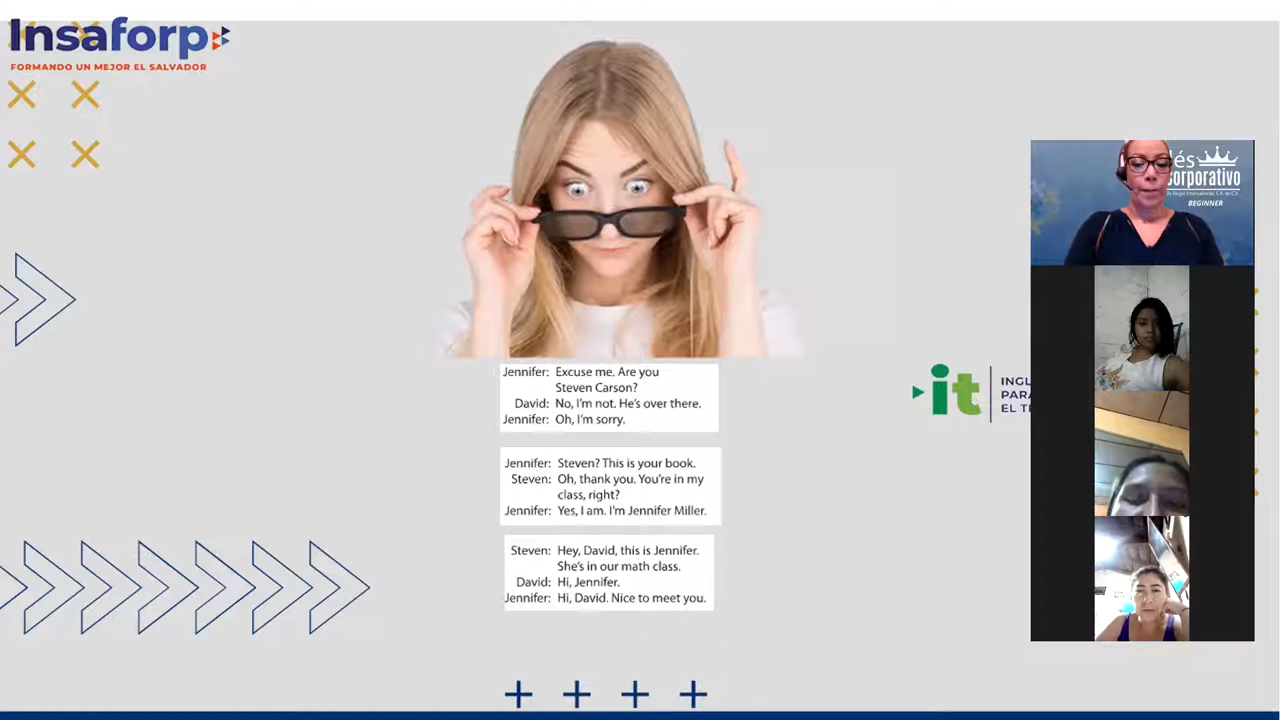 Insaforp
FORMANDO UN MEJOR EL SALVADOR
Jennifer: Excuse me. Are you
Steven Carson?
David: No, I'm not. He's over there.
Jennifer: Oh, I'm sorry.
Jennifer: Steven? This is your book.
Steven: Oh, thank you. You're in my
class, right?
Jennifer: Yes, I am. I'm Jennifer Miller.
Steven: Hey, David, this is Jennifer.
She's in our math class.
David: Hi, Jennifer.
Jennifer: Hi, David. Nice to meet you.
it
INGL
PARA
EL T
és
corporativo
BEGINNER